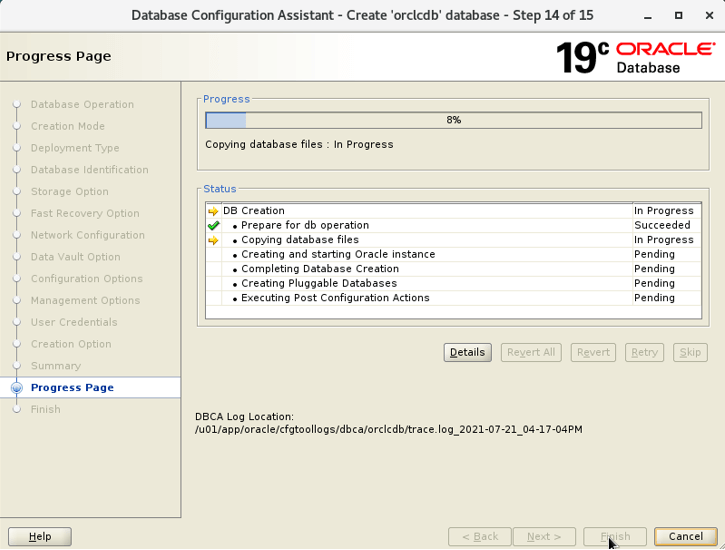 Database Configuration Assistant - Create 'orclcdb' database - Step 14 of 15
Progress Page
19c ORACLE
Database
Database Operation
Creation Mode
Deployment Type
Database Identification
Storage Option
Fast Recovery Option
Network Configuration
Data Vault Option
Configuration Options
Management Options
User Credentials
Creation Option
Summary
Progress Page
Finish
Progress
8%
Copying database files : In Progress
Status
DB Creation In Progress
• Prepare for db operation Succeeded
• Copying database files In Progress
• Creating and starting Oracle instance Pending
• Completing Database Creation Pending
• Creating Pluggable Databases Pending
• Executing Post Configuration Actions Pending
Details Revert All Revert Retry Skip
DBCA Log Location:
/u01/app/oracle/cfgtoollogs/dbca/orclcdb/trace.log_2021-07-21_04-17-04PM
Help < Back Next > Finish Cancel